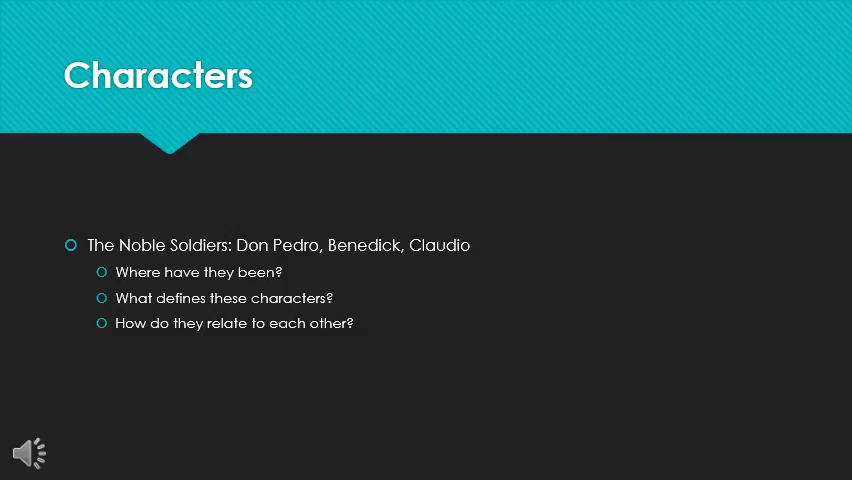 Characters
The Noble Soldiers: Don Pedro, Benedick, Claudio
Where have they been?
What defines these characters?
How do they relate to each other?